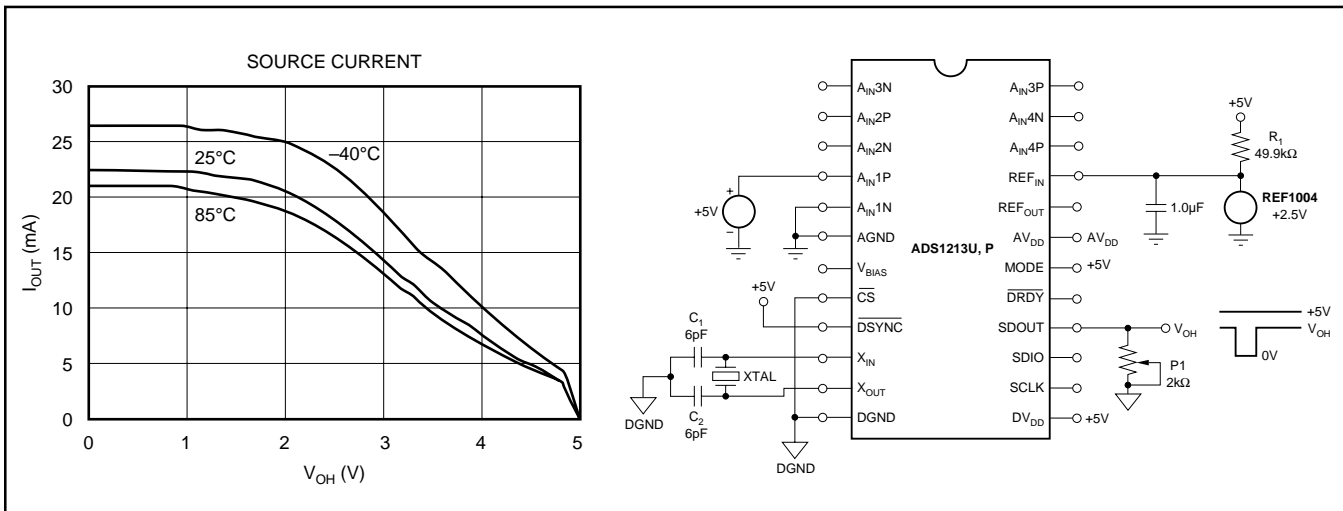 SOURCE CURRENT
30
25
20
15
10
5
0
I_OUT (mA)
–40°C
25°C
85°C
0 1 2 3 4 5
V_OH (V)
A_IN3N
A_IN2P
A_IN2N
A_IN1P
A_IN1N
AGND
V_BIAS
CS
DSYNC
X_IN
X_OUT
DGND
ADS1213U, P
A_IN3P
A_IN4N
A_IN4P
REF_IN
REF_OUT
AV_DD
MODE
DRDY
SDOUT
SDIO
SCLK
DV_DD
+
+5V
–
+5V
C1
6pF
XTAL
C2
6pF
DGND
DGND
+5V
R1
49.9kΩ
1.0µF
REF1004
+2.5V
AV_DD
+5V
V_OH
P1
2kΩ
+5V
+5V
V_OH
0V